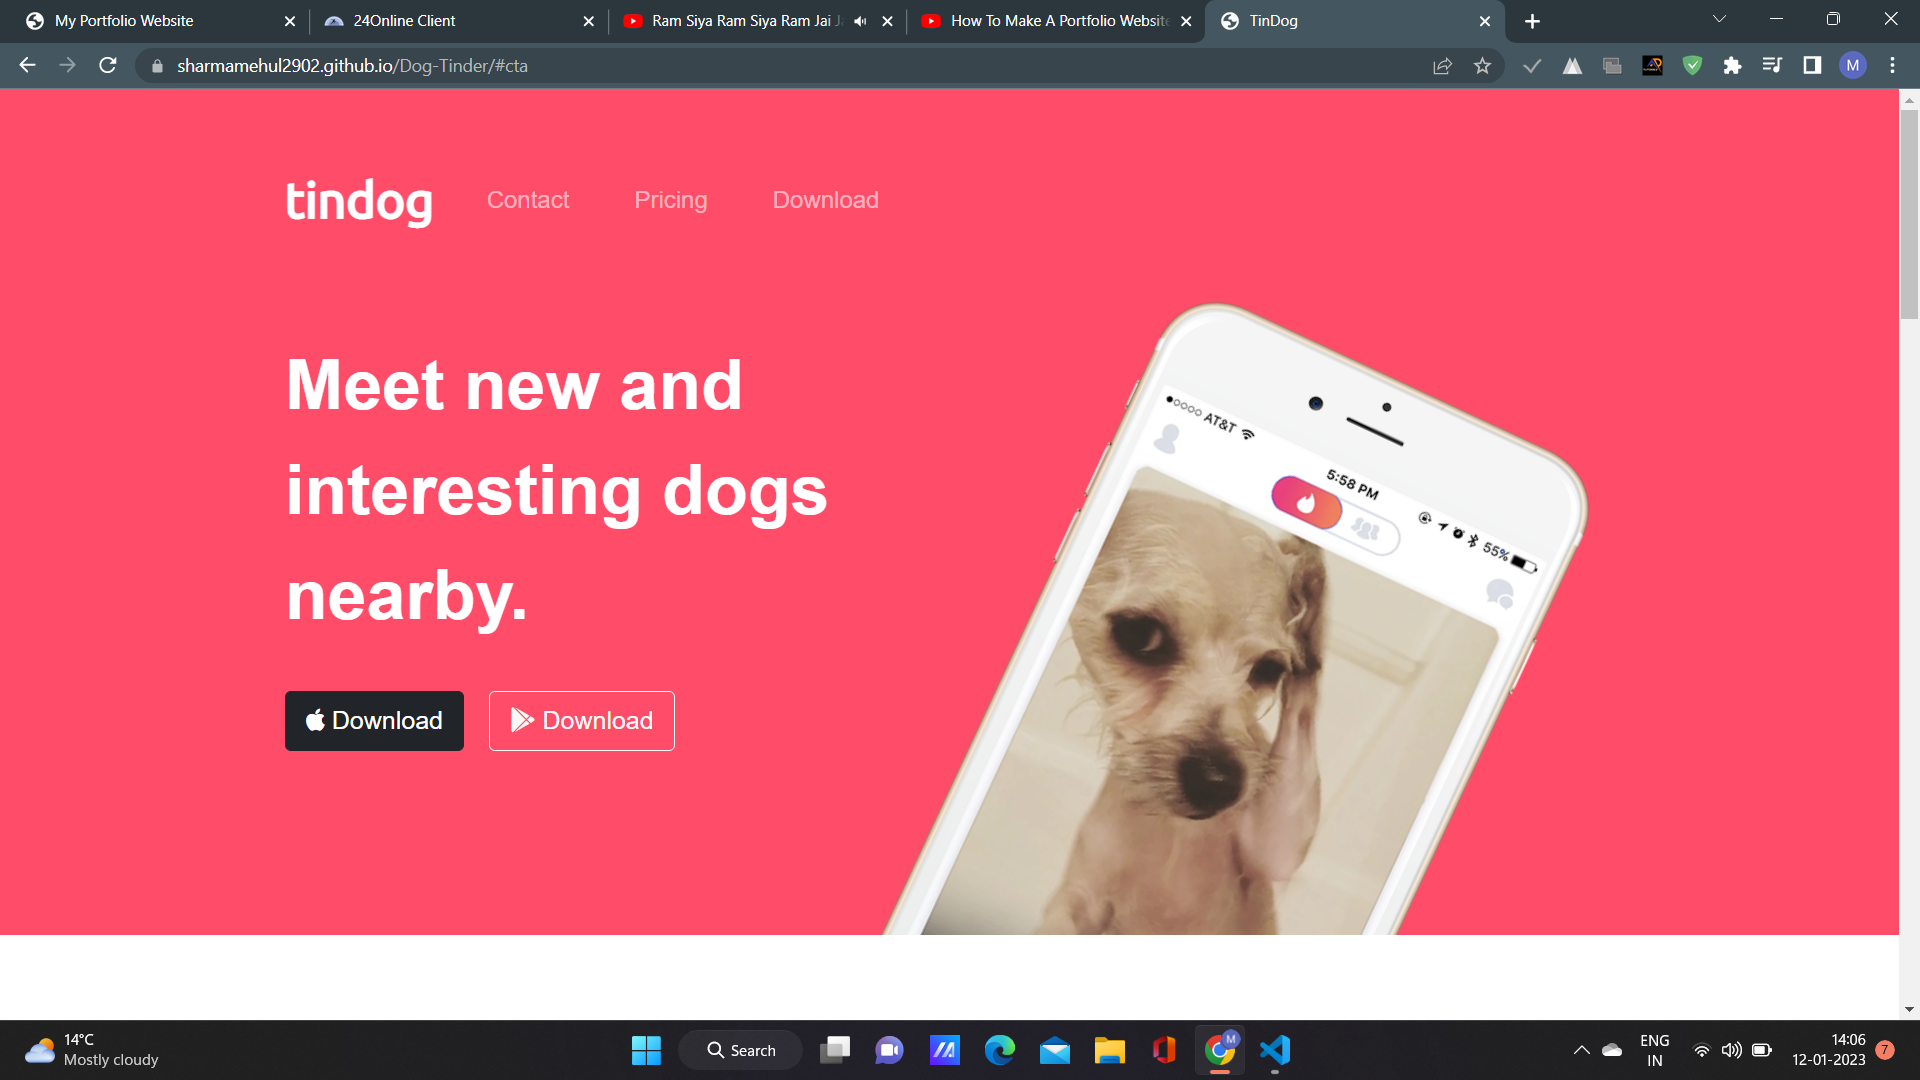 My Portfolio Website
24Online Client
Ram Siya Ram Siya Ram Jai
How To Make A Portfolio Website
TinDog
sharmamehul2902.github.io/Dog-Tinder/#cta
M
tindog
Contact
Pricing
Download
Meet new and
interesting dogs
nearby.
Download
Download
AT&T
5:58 PM
55%
14°C
Mostly cloudy
Search
M
ENG
IN
14:06
12-01-2023
7